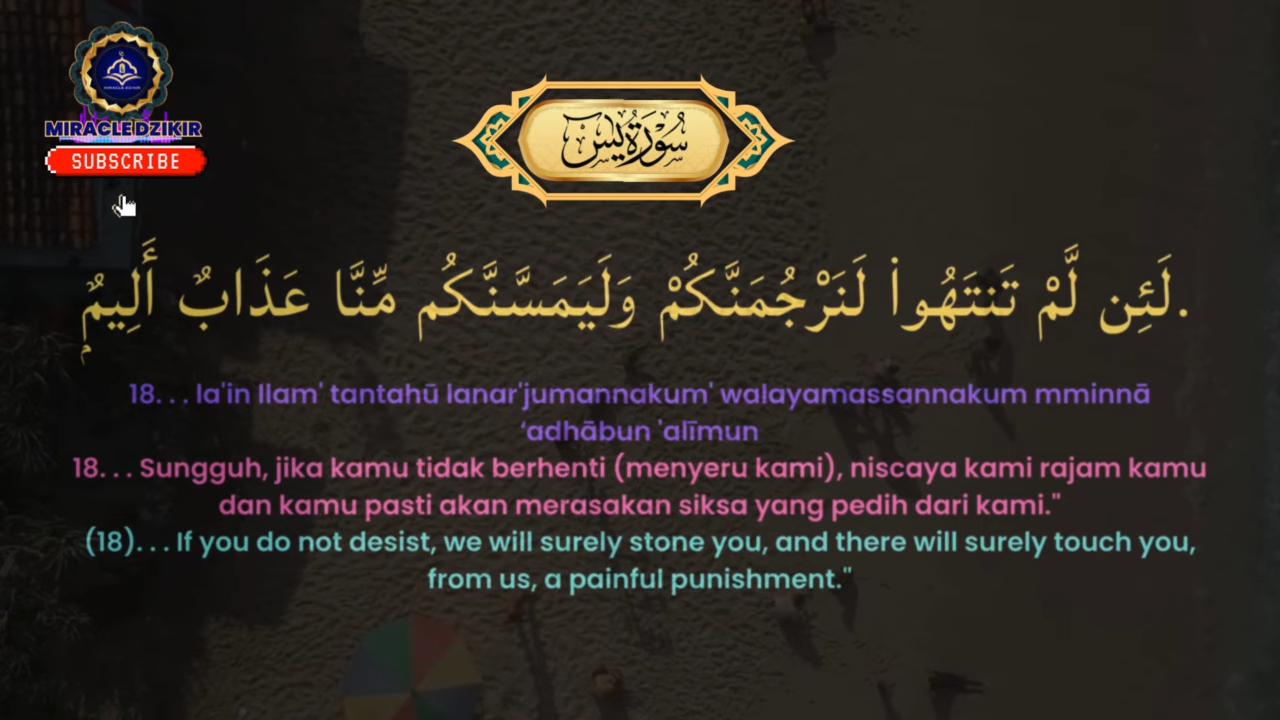 MIRACLE DZIKIR
SUBSCRIBE
سُورَةُ يس
.لَئِن لَّمْ تَنتَهُوا۟ لَنَرْجُمَنَّكُمْ وَلَيَمَسَّنَّكُم مِّنَّا عَذَابٌ أَلِيمٌۭ
18. . . la'in llam' tantahū lanar'jumannakum' walayamassannakum mminnā
‘adhābun 'alīmun
18. . . Sungguh, jika kamu tidak berhenti (menyeru kami), niscaya kami rajam kamu
dan kamu pasti akan merasakan siksa yang pedih dari kami."
(18). . . If you do not desist, we will surely stone you, and there will surely touch you,
from us, a painful punishment."